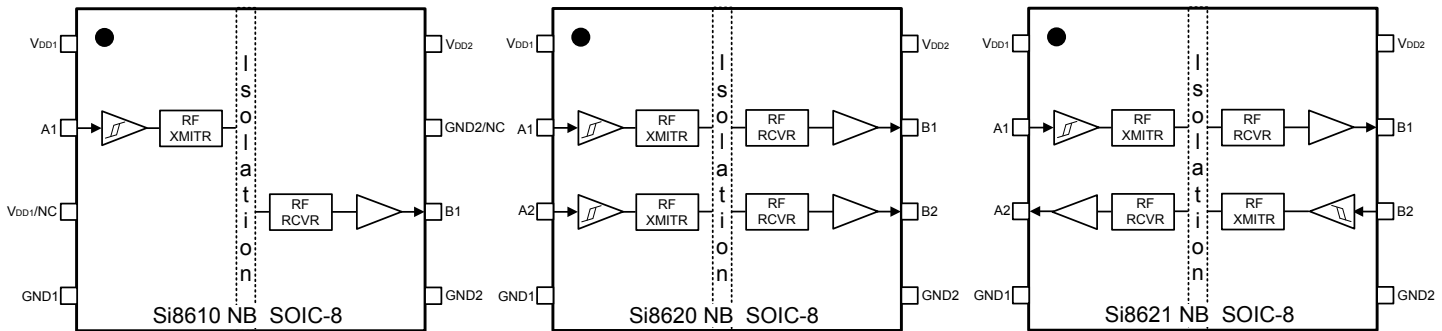 VDD1
A1
VDD1/NC
GND1
RF
XMITR
Isolation
RF
RCVR
VDD2
GND2/NC
B1
GND2
Si8610 NB SOIC-8
VDD1
A1
A2
GND1
RF
XMITR
RF
XMITR
Isolation
RF
RCVR
RF
RCVR
VDD2
B1
B2
GND2
Si8620 NB SOIC-8
VDD1
A1
A2
GND1
RF
XMITR
RF
RCVR
Isolation
RF
RCVR
RF
XMITR
VDD2
B1
B2
GND2
Si8621 NB SOIC-8